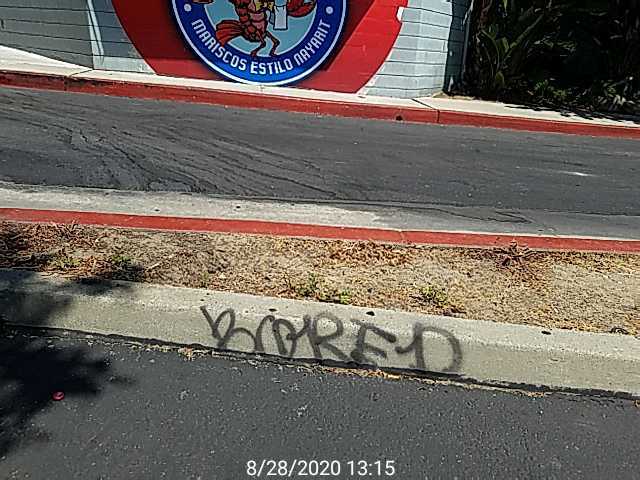 MARISCOS ESTILO NAYARIT
BORED
8/28/2020 13:15